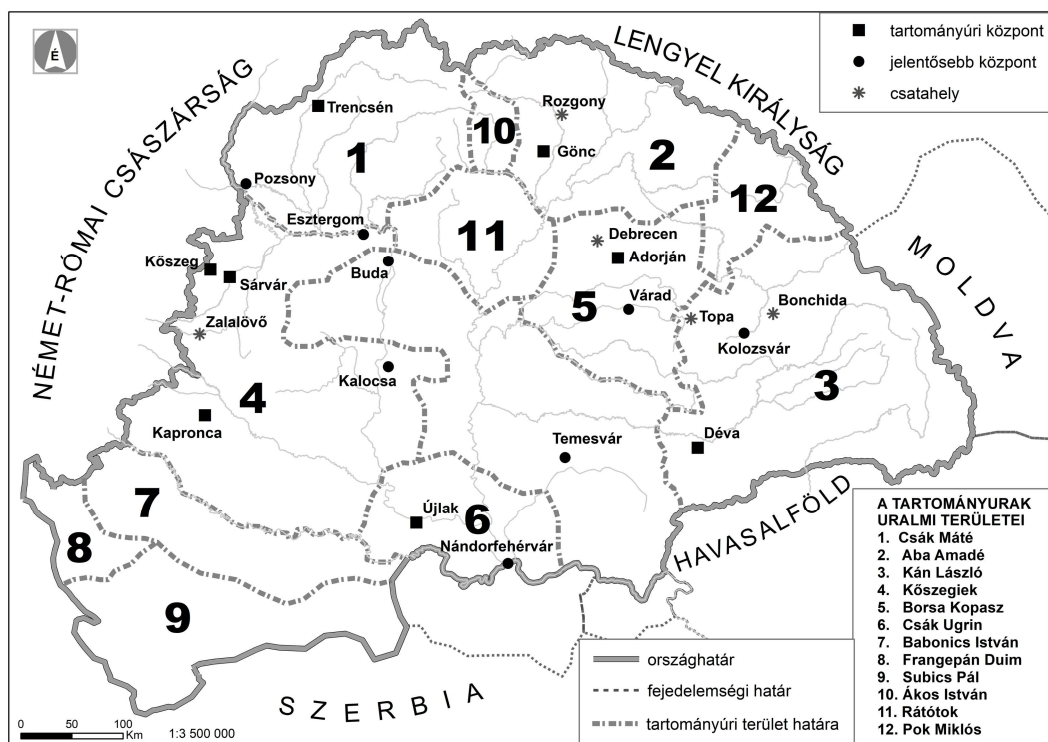 É
NÉMET-RÓMAI CSÁSZÁRSÁG
LENGYEL KIRÁLYSÁG
MOLDVA
HAVASALFÖLD
SZERBIA
tartományúri központ
jelentősebb központ
csatahely
Trencsén
1
10
Rozgony
Gönc
2
12
Pozsony
Esztergom
11
Debrecen
Adorján
Kőszeg
Sárvár
Buda
5
Várad
Topa
Bonchida
Zalalövő
Kolozsvár
Kalocsa
4
3
Kapronca
Déva
Temesvár
7
Újlak
6
8
Nándorfehérvár
9
országhatár
fejedelemségi határ
tartományúri terület határa
A TARTOMÁNYURAK
URALMI TERÜLETEI
1. Csák Máté
2. Aba Amadé
3. Kán László
4. Kőszegiek
5. Borsa Kopasz
6. Csák Ugrin
7. Babonics István
8. Frangepán Duim
9. Subics Pál
10. Ákos István
11. Rátótok
12. Pok Miklós
0 50 100
Km
1:3 500 000